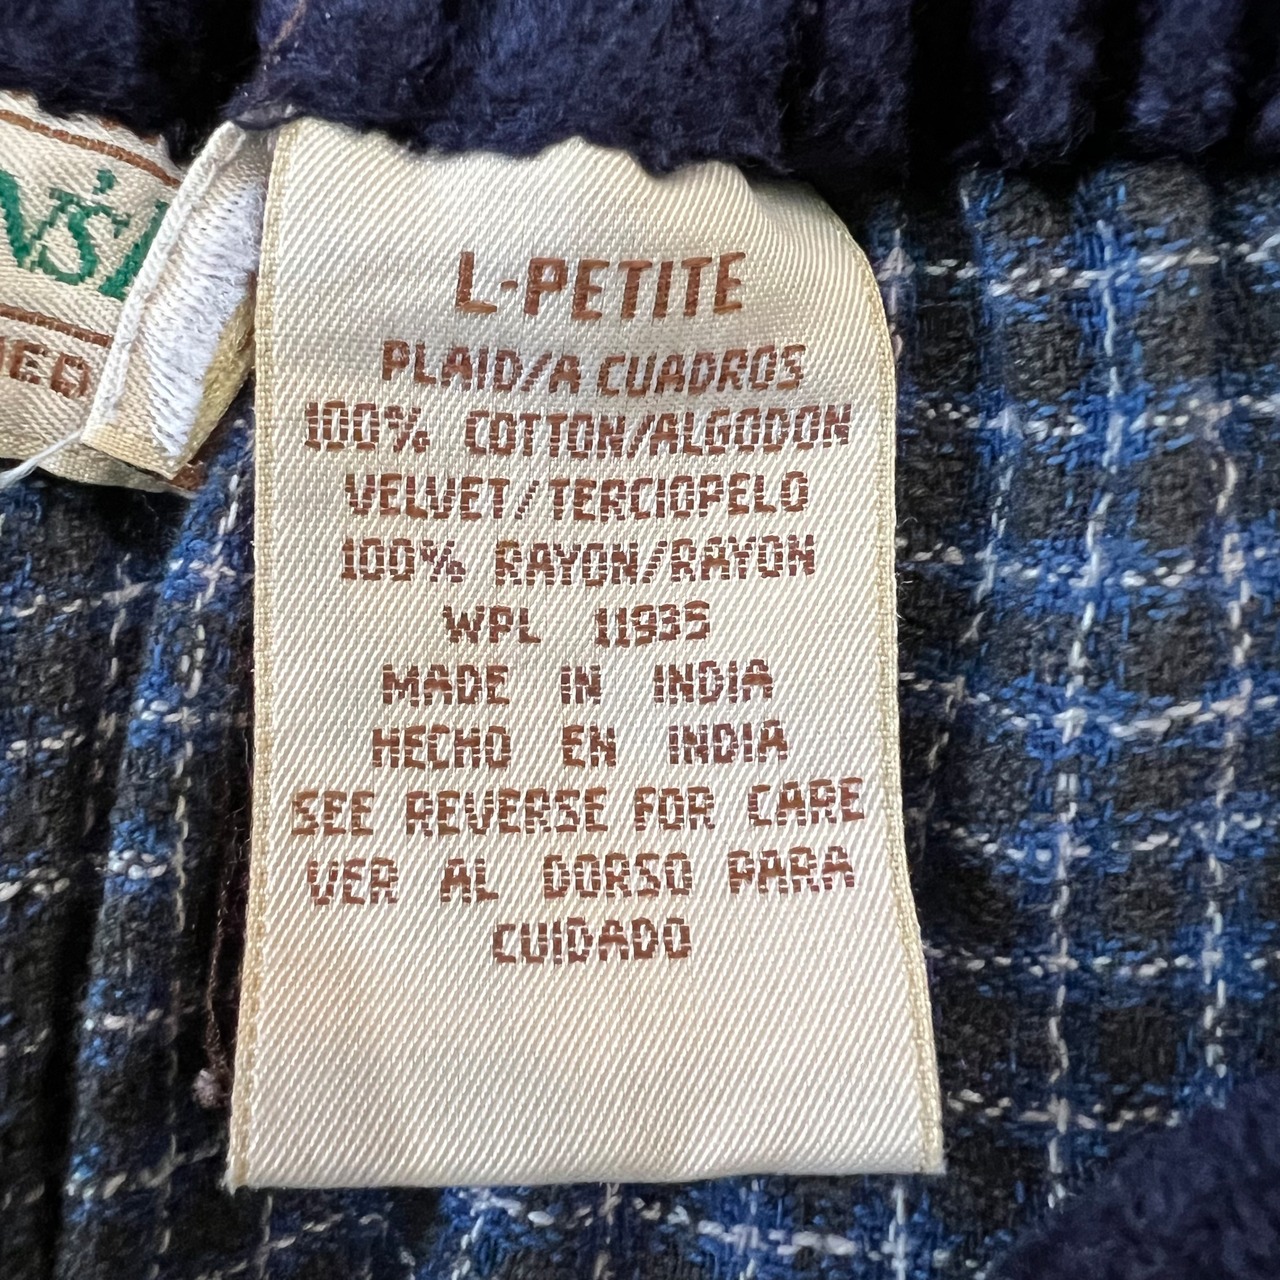 L-PETITE
PLAID/A CUADROS
100% COTTON/ALGODON
VELVET/TERCIOPELO
100% RAYON/RAYON
WPL 11935
MADE IN INDIA
HECHO EN INDIA
SEE REVERSE FOR CARE
VER AL DORSO PARA
CUIDADO